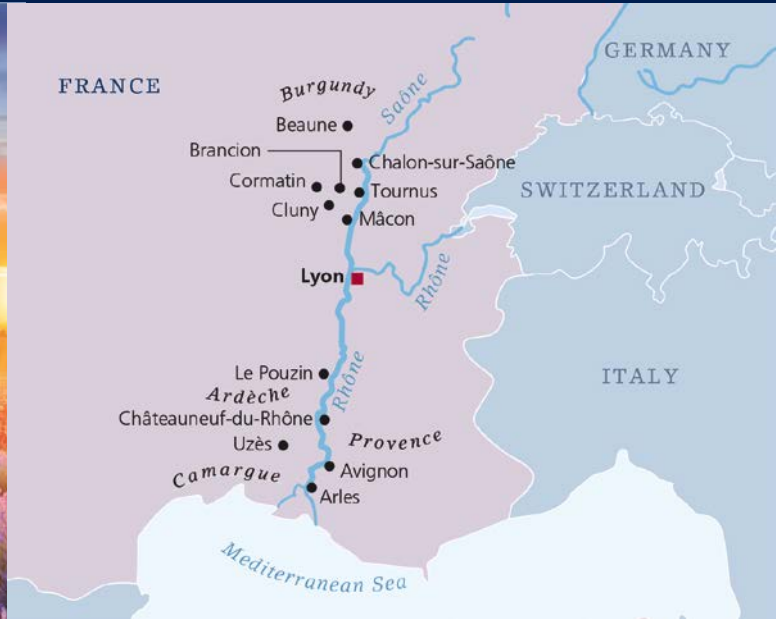 GERMANY
FRANCE
Burgundy
Saône
Beaune
Brancion
Chalon-sur-Saône
Cormatin
Tournus
SWITZERLAND
Cluny
Mâcon
Lyon
Rhône
Le Pouzin
Rhône
ITALY
Ardèche
Châteauneuf-du-Rhône
Provence
Uzès
Camargue
Avignon
Arles
Mediterranean Sea